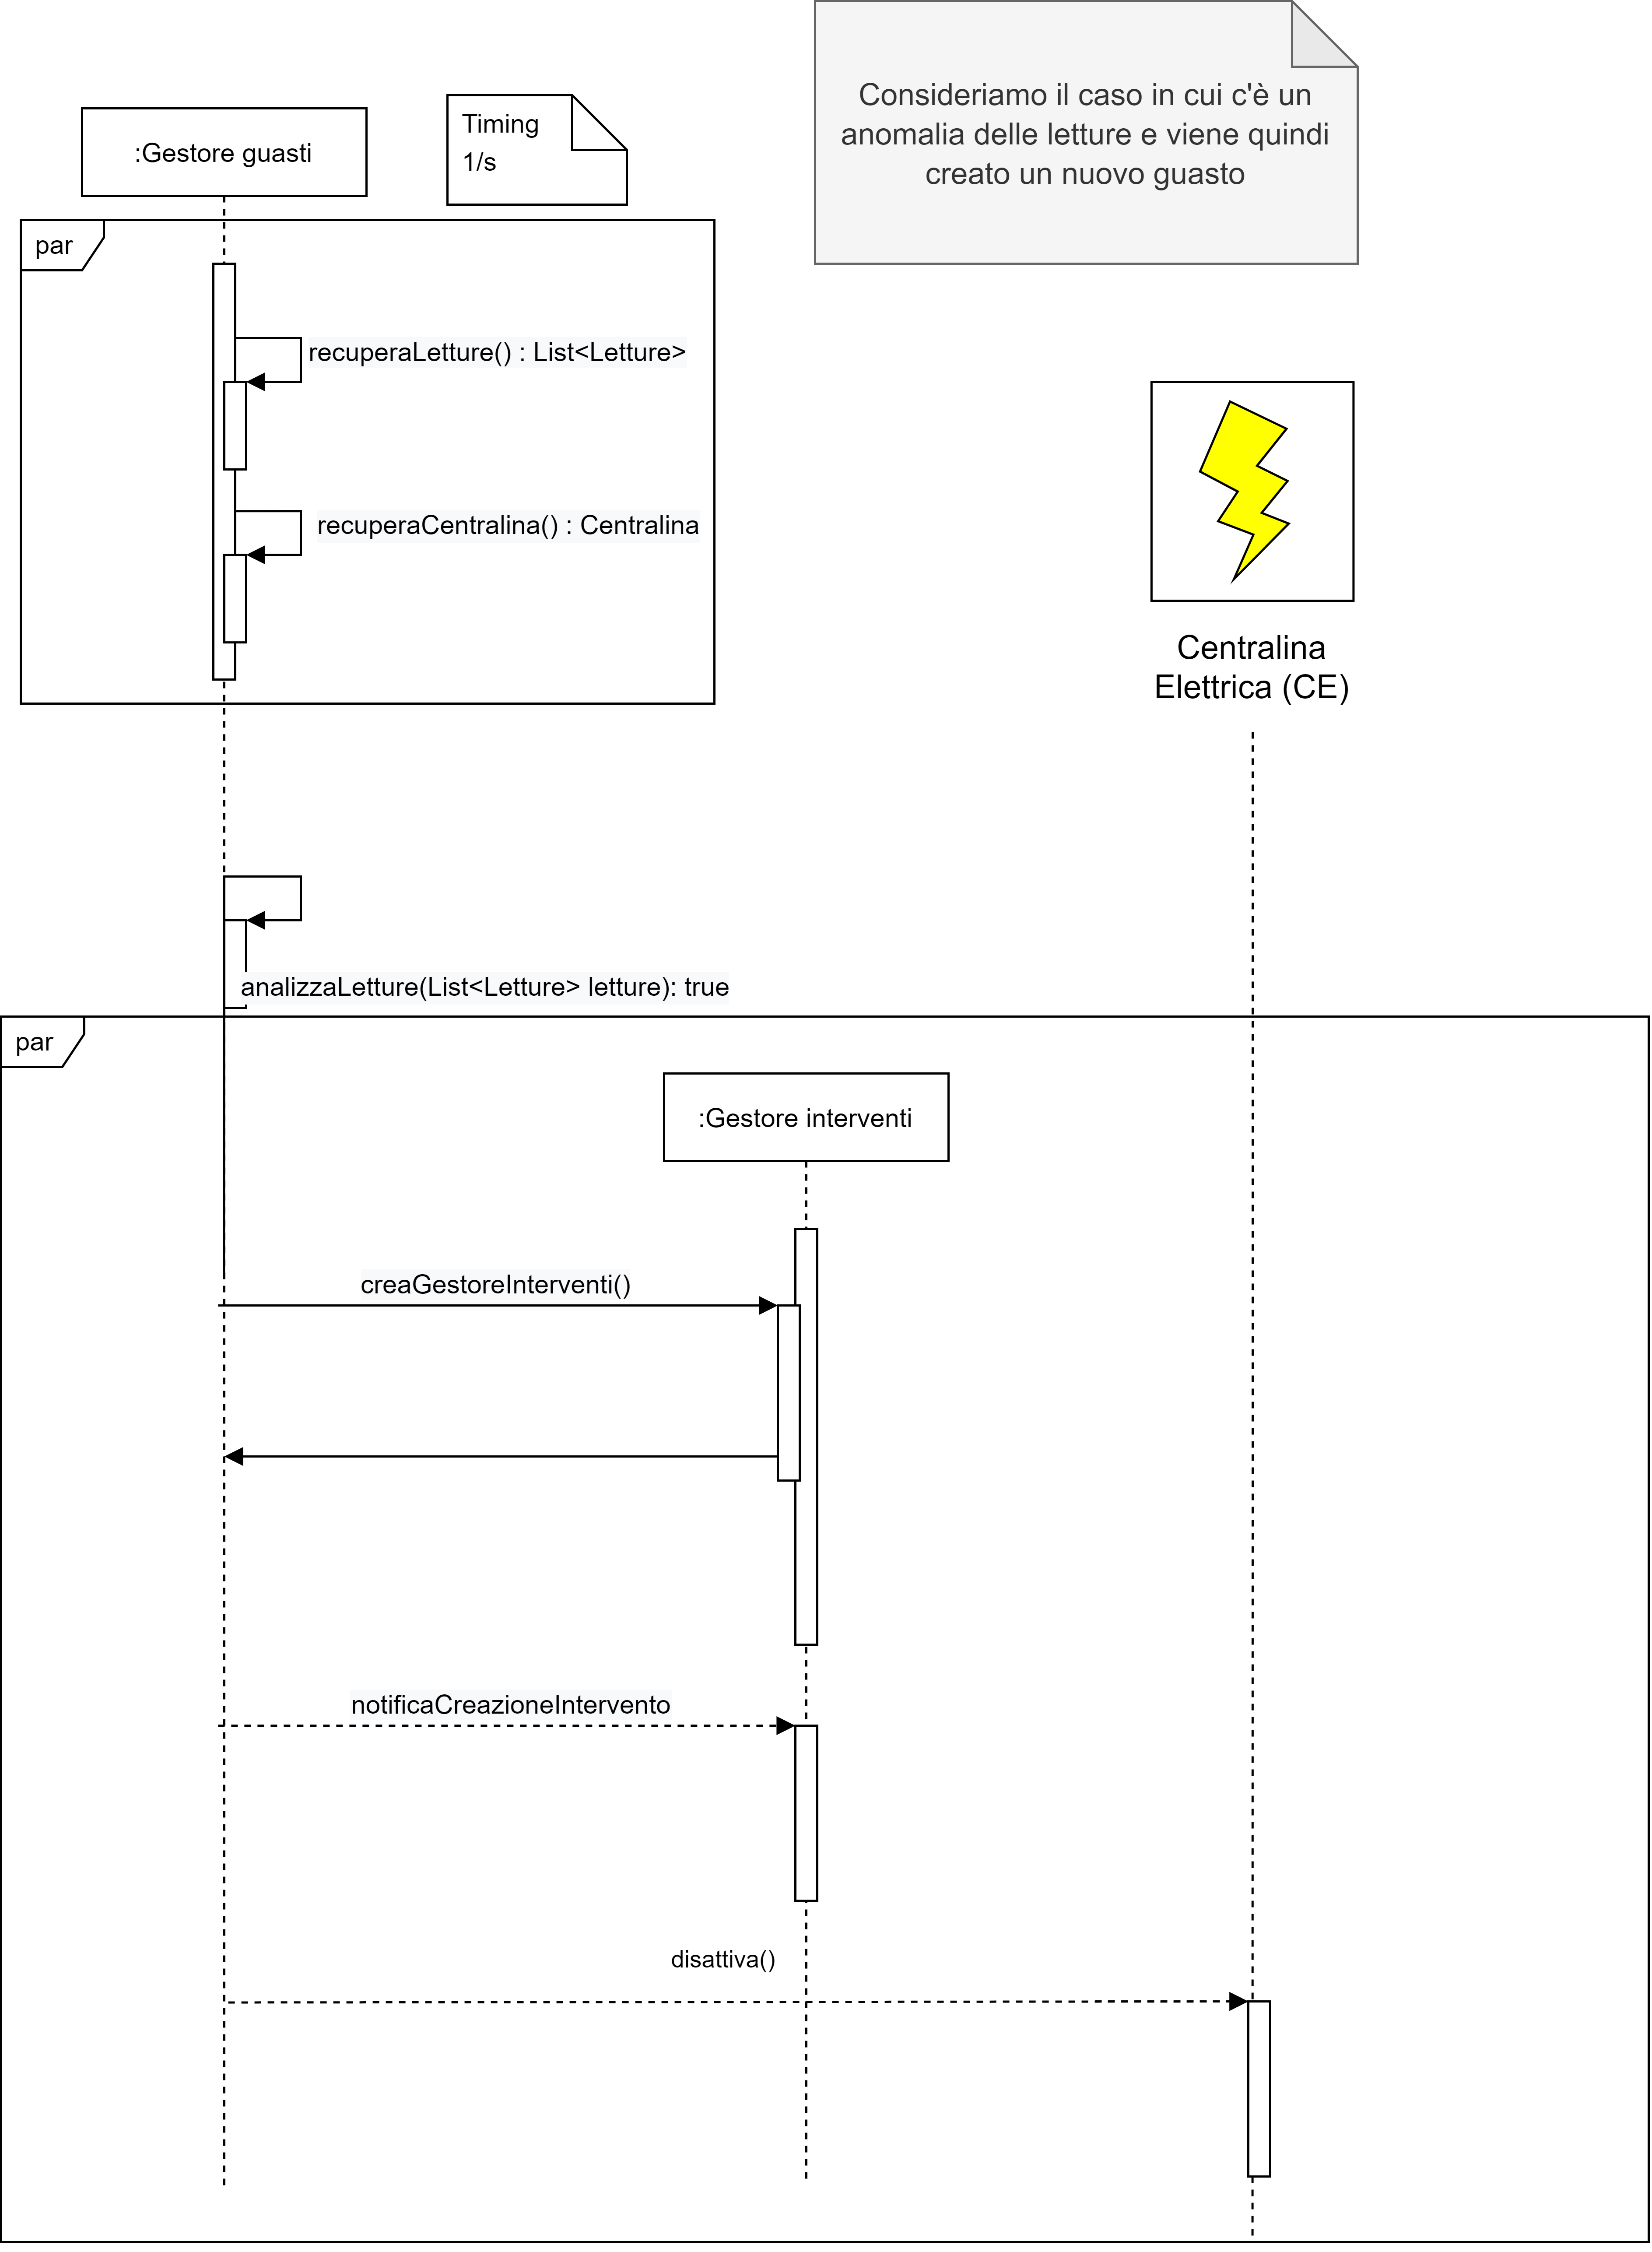 Consideriamo il caso in cui c'è un
anomalia delle letture e viene quindi
creato un nuovo guasto
:Gestore guasti
Timing
1/s
par
recuperaLetture() : List<Letture>
recuperaCentralina() : Centralina
Centralina
Elettrica (CE)
analizzaLetture(List<Letture> letture): true
par
:Gestore interventi
creaGestoreInterventi()
notificaCreazioneIntervento
disattiva()